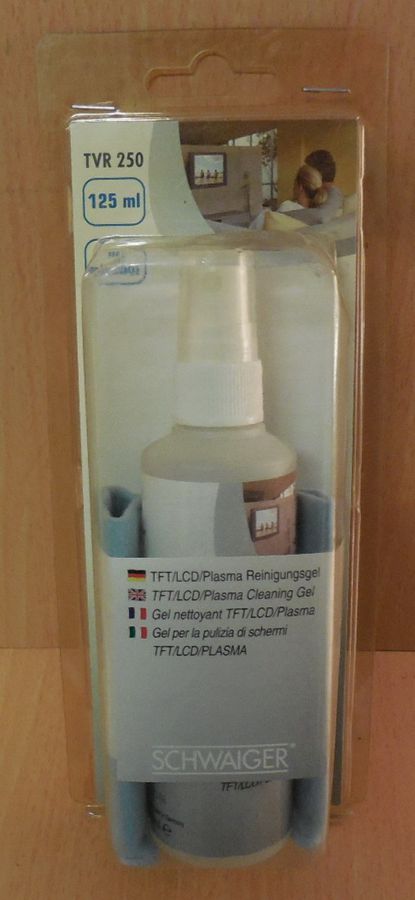 TVR 250
125 ml
TFT/LCD/Plasma Reinigungsgel
TFT/LCD/Plasma Cleaning Gel
Gel nettoyant TFT/LCD/Plasma
Gel per la pulizia di schermi
TFT/LCD/PLASMA
SCHWAIGER®